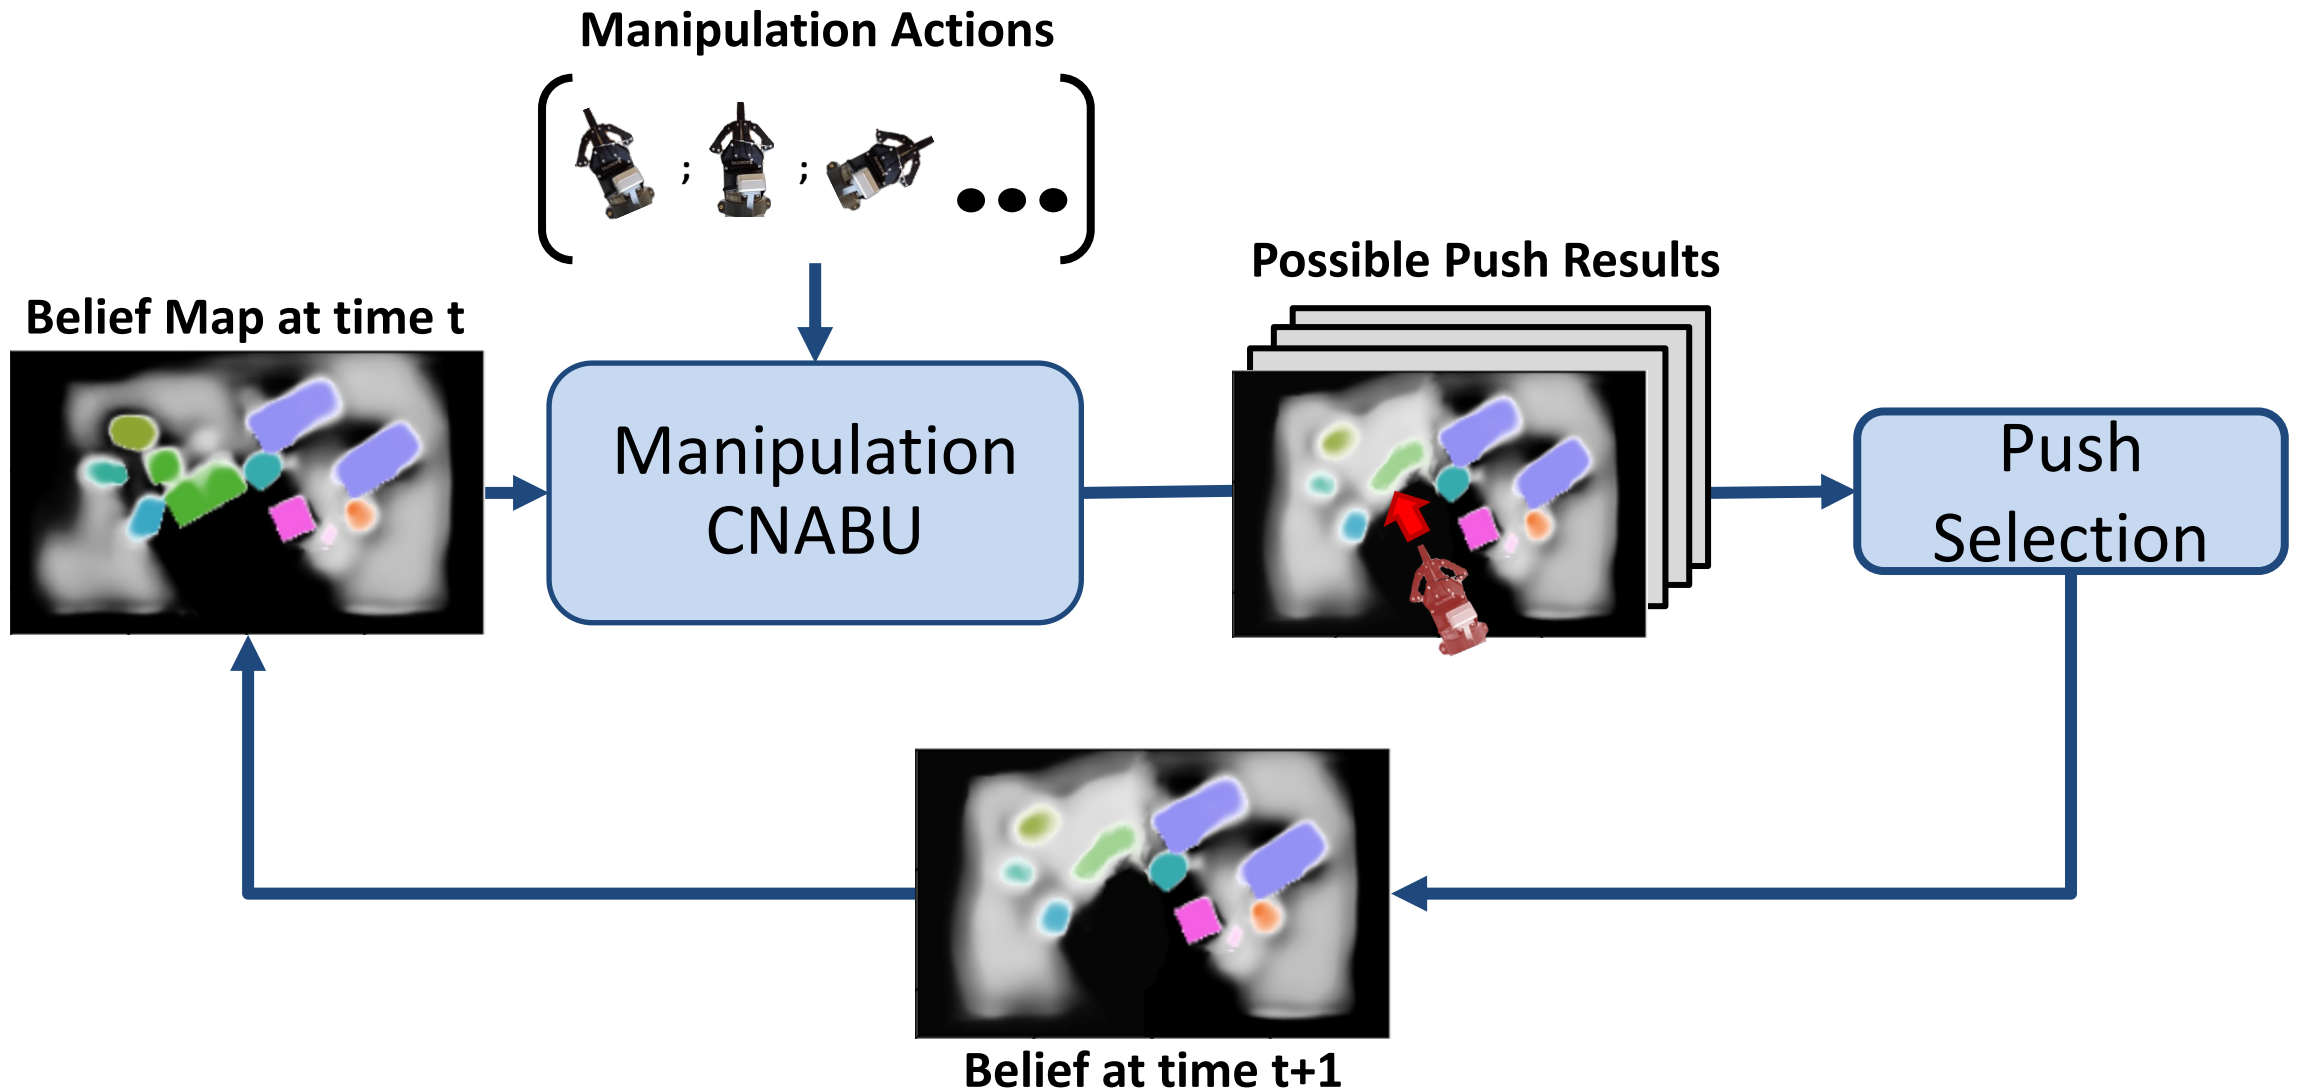 Manipulation Actions
; ;
Possible Push Results
Belief Map at time t
Manipulation
CNABU
Push
Selection
Belief at time t+1